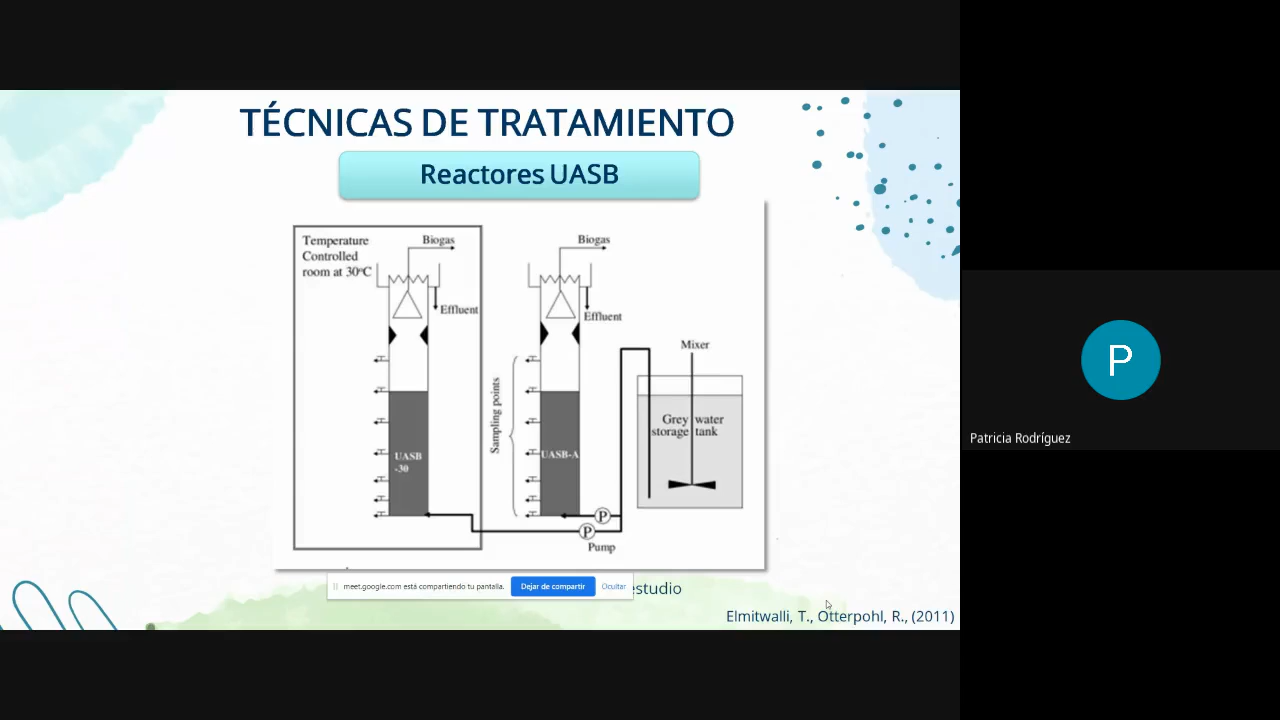 TÉCNICAS DE TRATAMIENTO
Reactores UASB
Temperature
Controlled
room at 30°C
Biogas
Effluent
UASB
-30
Biogas
Effluent
Sampling points
UASB-A
P
P
Pump
Mixer
Grey water
storage tank
meet.google.com está compartiendo tu pantalla.
Dejar de compartir
Ocultar
estudio
Elmitwalli, T., Otterpohl, R., (2011)
P
Patricia Rodríguez